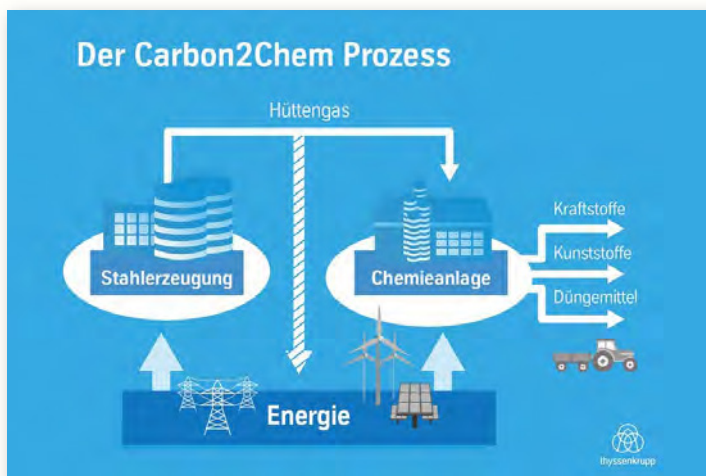 Der Carbon2Chem Prozess
Hüttengas
Kraftstoffe
Stahlerzeugung
Chemieanlage
Kunststoffe
Düngemittel
Energie
thyssenkrupp